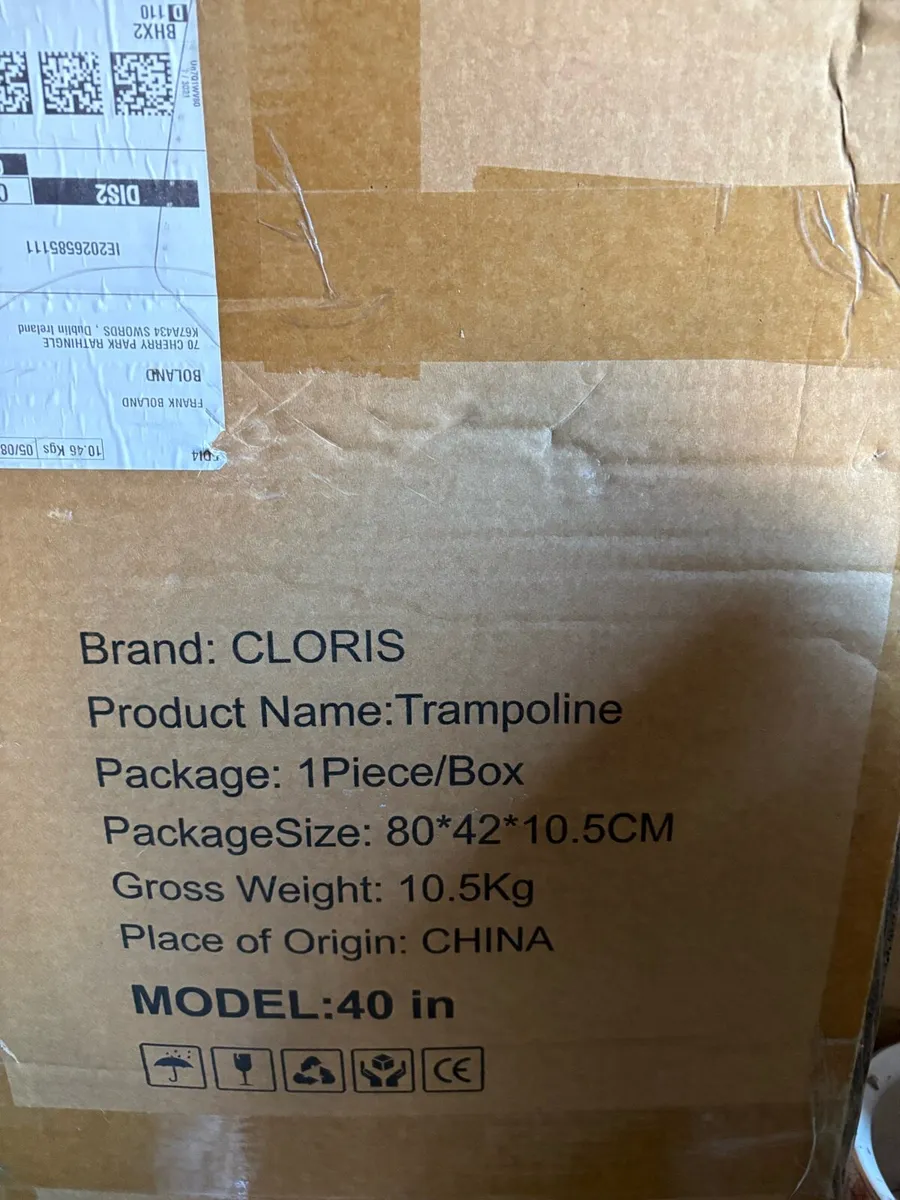 D 110
BHX2
DIS2
IE2026585111
70 CHERRY PARK RATHINGLE
K67A434 SWORDS , Dublin Ireland
BOLAND
FRANK BOLAND
10.46 Kgs 05/08
Brand: CLORIS
Product Name:Trampoline
Package: 1Piece/Box
PackageSize: 80*42*10.5CM
Gross Weight: 10.5Kg
Place of Origin: CHINA
MODEL:40 in
CE